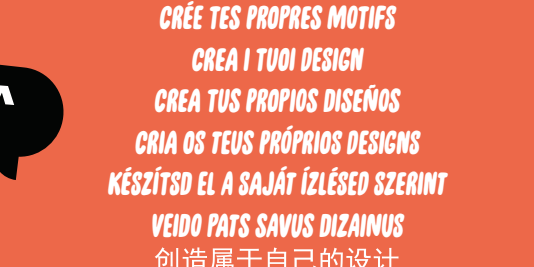 CRÉE TES PROPRES MOTIFS
CREA I TUOI DESIGN
CREA TUS PROPIOS DISEÑOS
CRIA OS TEUS PRÓPRIOS DESIGNS
KÉSZÍTSD EL A SAJÁT ÍZLÉSED SZERINT
VEIDO PATS SAVUS DIZAINUS
创造属于自己的设计